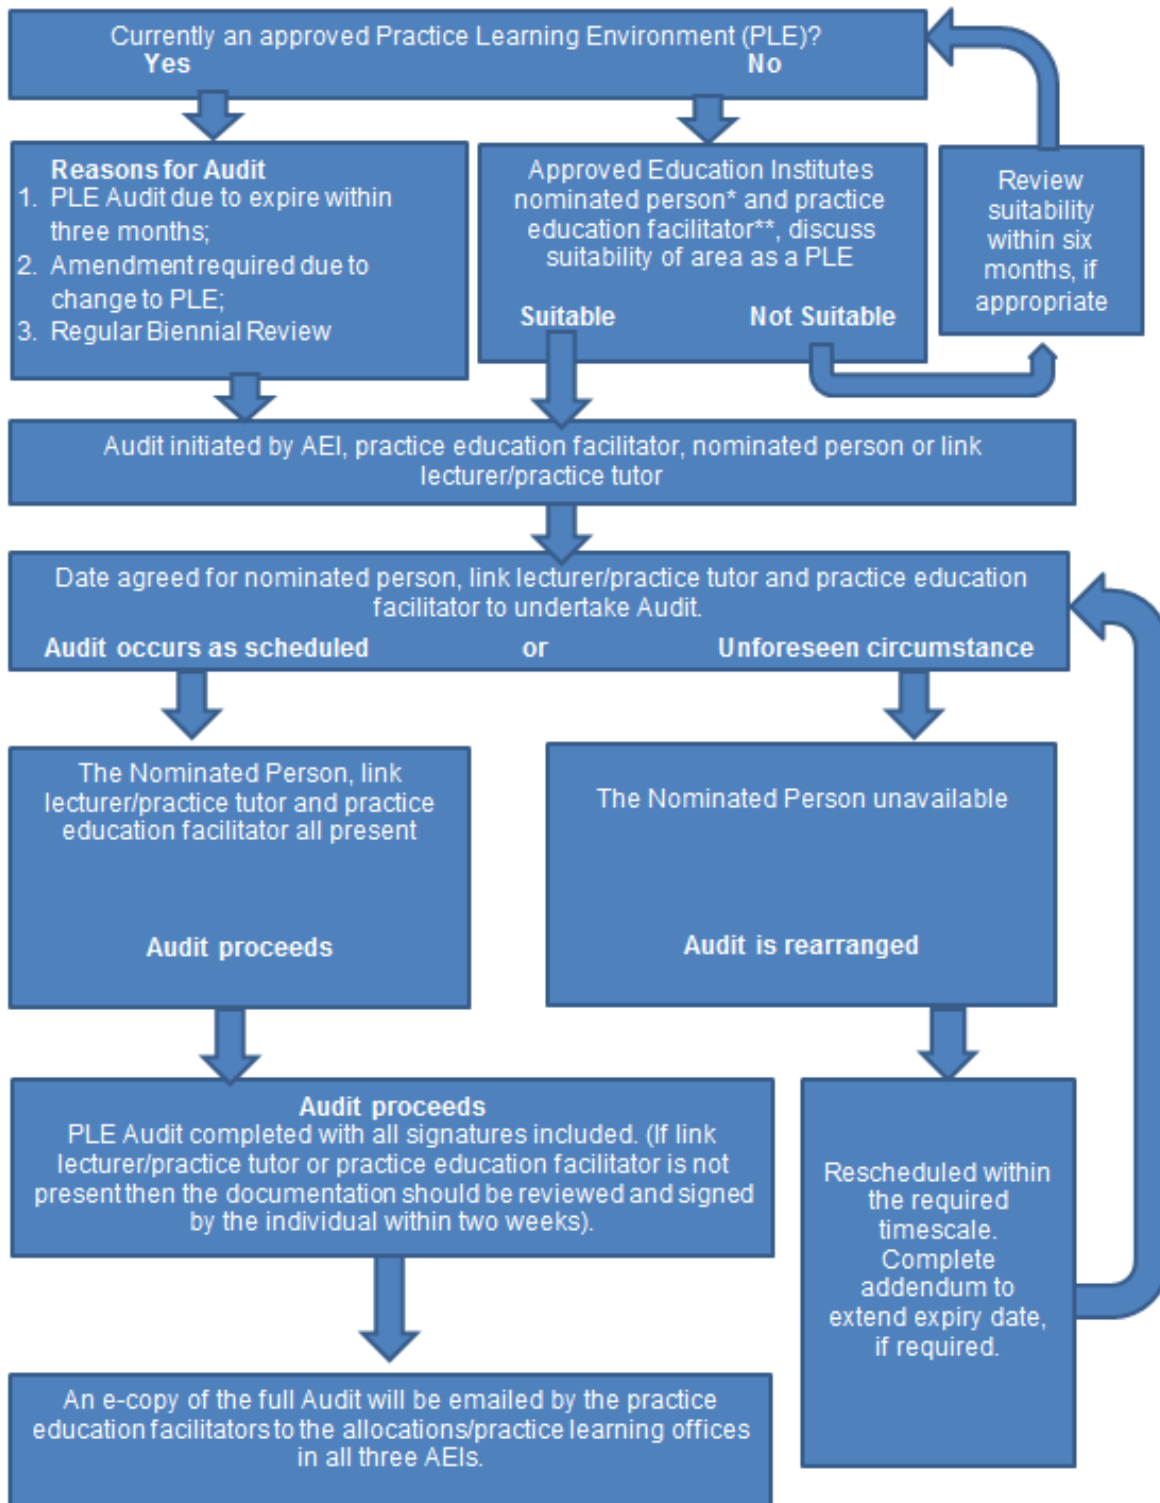 Currently an approved Practice Learning Environment (PLE)?
Yes No
Reasons for Audit
1. PLE Audit due to expire within
three months;
2. Amendment required due to
change to PLE;
3. Regular Biennial Review
Approved Education Institutes
nominated person* and practice
education facilitator**, discuss
suitability of area as a PLE
Suitable Not Suitable
Review
suitability
within six
months, if
appropriate
Audit initiated by AEI, practice education facilitator, nominated person or link
lecturer/practice tutor
Date agreed for nominated person, link lecturer/practice tutor and practice education
facilitator to undertake Audit.
Audit occurs as scheduled or Unforeseen circumstance
The Nominated Person, link
lecturer/practice tutor and practice
education facilitator all present
Audit proceeds
The Nominated Person unavailable
Audit is rearranged
Audit proceeds
PLE Audit completed with all signatures included. (If link
lecturer/practice tutor or practice education facilitator is not
present then the documentation should be reviewed and signed
by the individual within two weeks).
Rescheduled within
the required
timescale.
Complete
addendum to
extend expiry date,
if required.
An e-copy of the full Audit will be emailed by the practice
education facilitators to the allocations/practice learning offices
in all three AEIs.